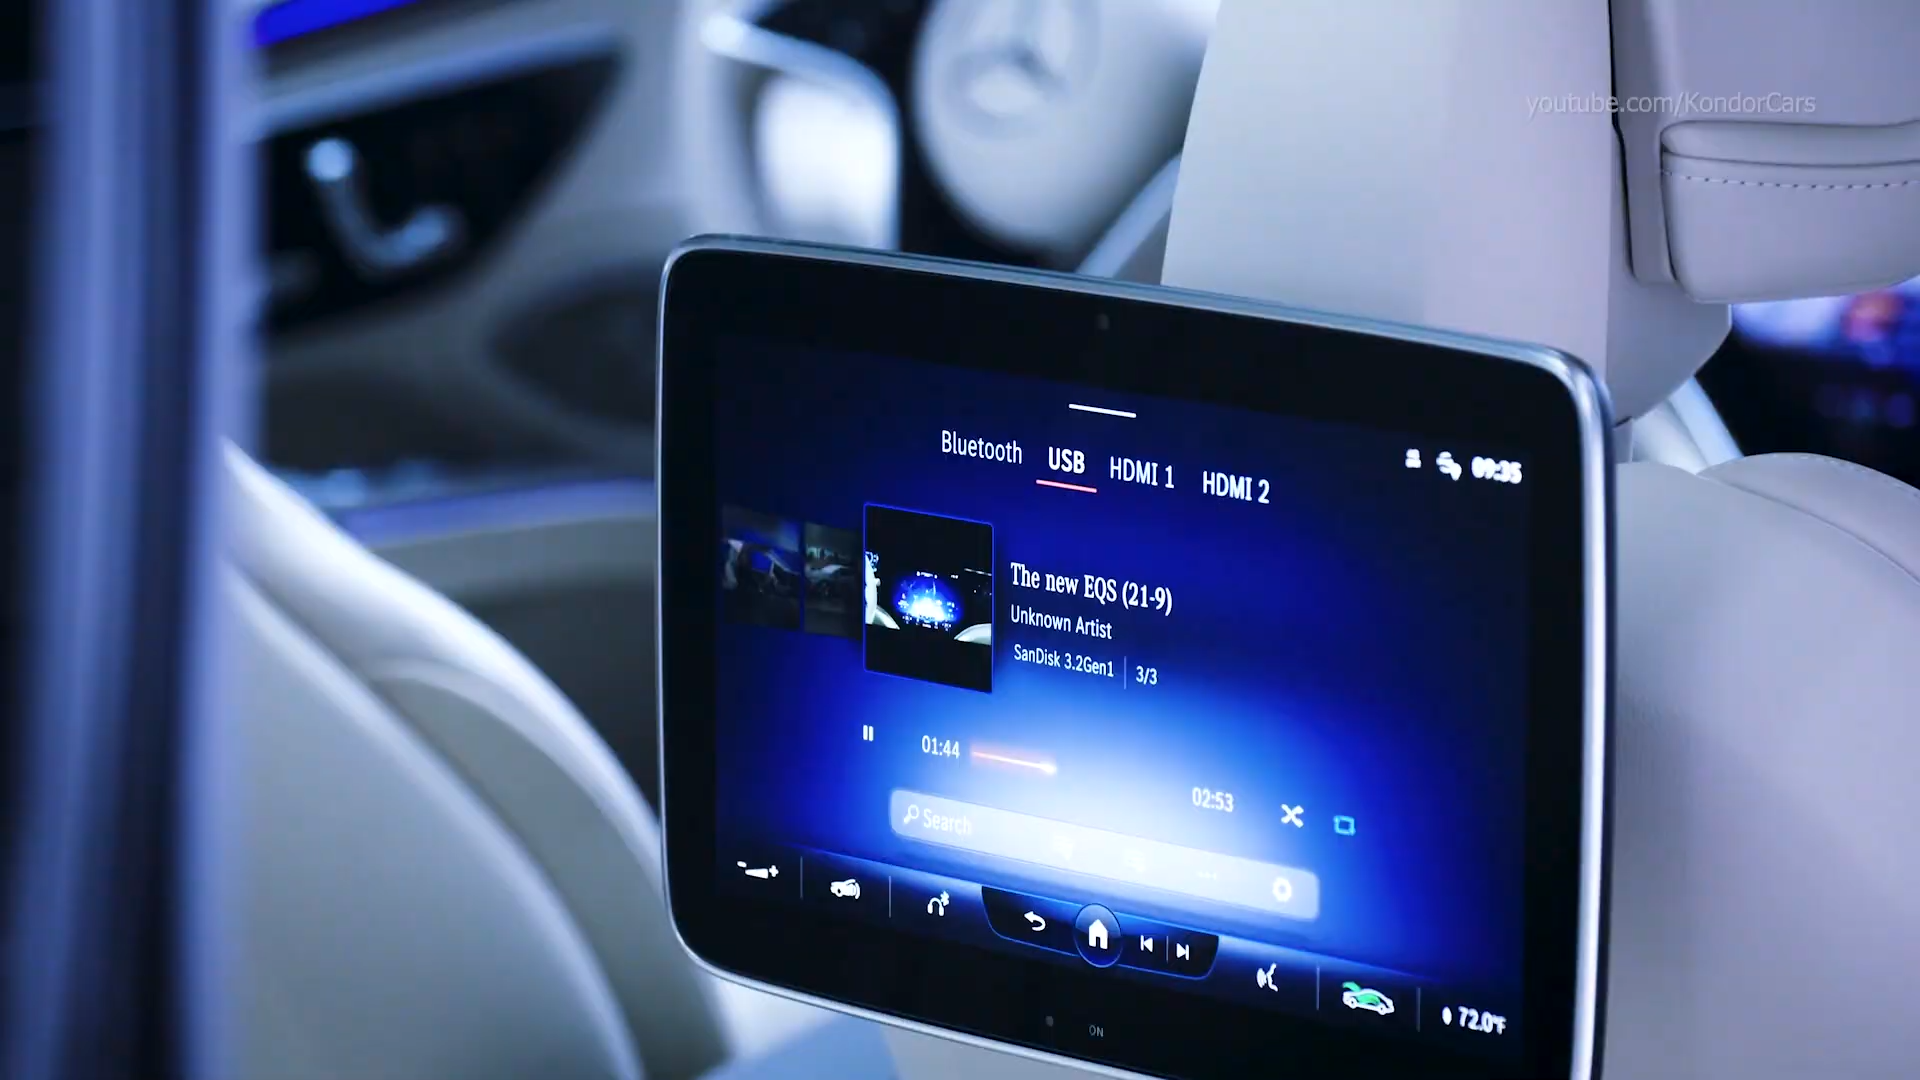 youtube.com/KondorCars
Bluetooth USB HDMI 1 HDMI 2
09:35
The new EQS (21-9)
Unknown Artist
SanDisk 3.2Gen1 3/3
01:44
02:53
Search
72.0°F
ON